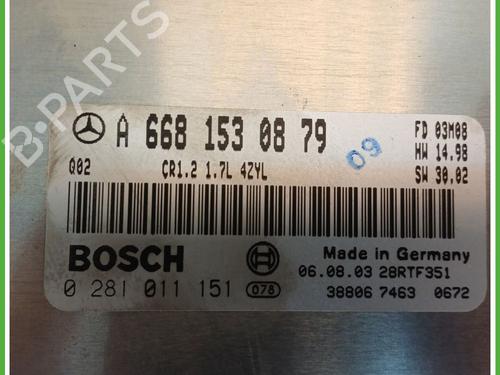 B-PARTS
A 668 153 08 79
FD 03M08
HW 14.98
Q02
CR1.2 1.7L 4ZYL
09
SW 30.02
BOSCH
Made in Germany
06.08.03 28RTF351
0 281 011 151
078
38806 7463 0672